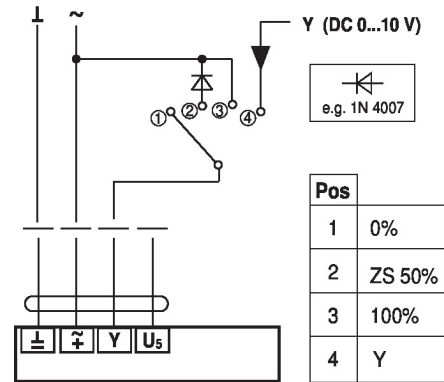 ⊥ ~
Y (DC 0...10 V)
① ② ③ ④
e.g. 1N 4007
Pos
1 0%
2 ZS 50%
3 100%
4 Y
⊥ ~ Y U5